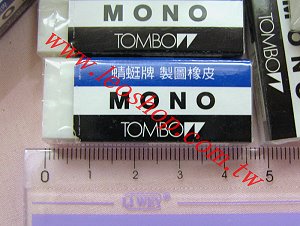 MONO
TOMBOW
蜻蜓牌 製圖橡皮
MONO
TOMBOW
www.leoshop.com.tw
0 1 2 3 4 5